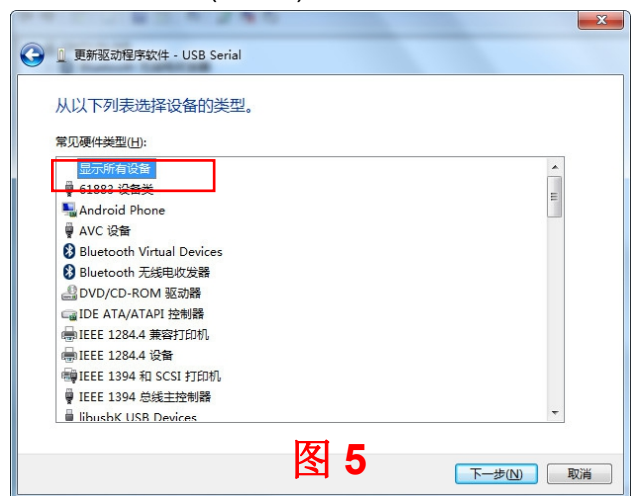 更新驱动程序软件 - USB Serial
从以下列表选择设备的类型。
常见硬件类型(H):
显示所有设备
61883 设备类
Android Phone
AVC 设备
Bluetooth Virtual Devices
Bluetooth 无线电收发器
DVD/CD-ROM 驱动器
IDE ATA/ATAPI 控制器
IEEE 1284.4 兼容打印机
IEEE 1284.4 设备
IEEE 1394 和 SCSI 打印机
IEEE 1394 总线主控制器
libusbK USB Devices
图 5
下一步(N)
取消